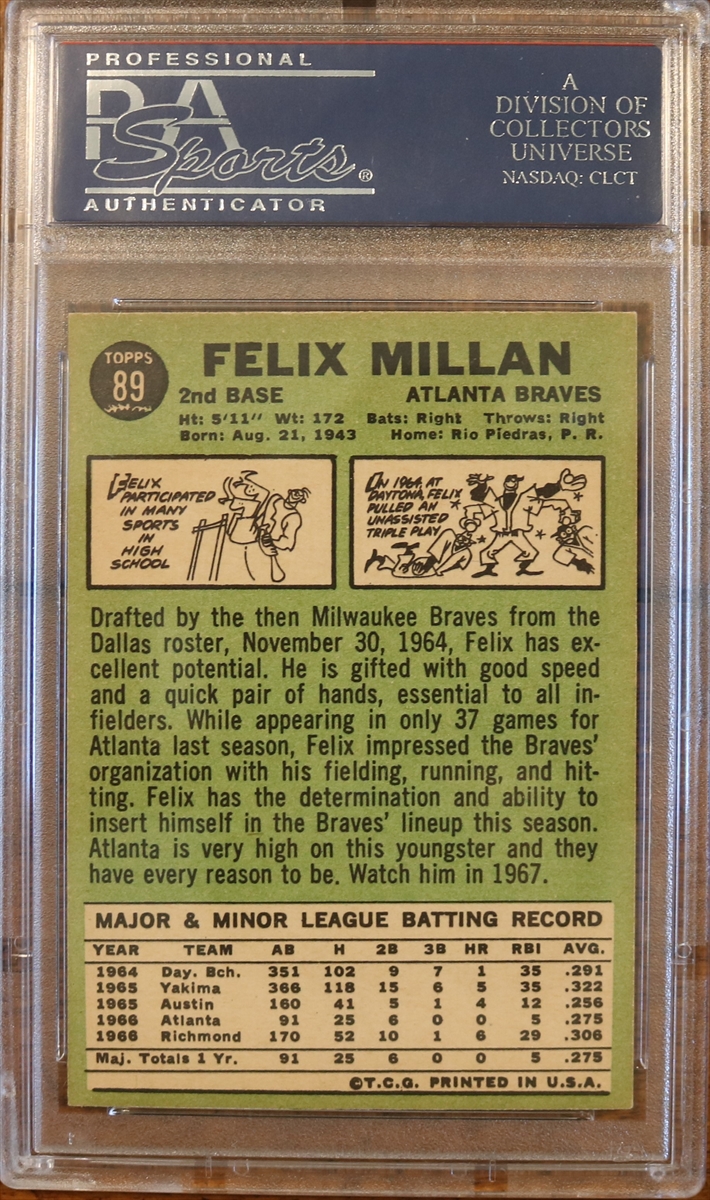 PROFESSIONAL
PSA
Sports®
AUTHENTICATOR
A
DIVISION OF
COLLECTORS
UNIVERSE
NASDAQ: CLCT
TOPPS
89
FELIX MILLAN
2nd BASE ATLANTA BRAVES
Ht: 5'11" Wt: 172 Bats: Right Throws: Right
Born: Aug. 21, 1943 Home: Rio Piedras, P. R.
FELIX
PARTICIPATED
IN MANY
SPORTS
IN
HIGH
SCHOOL
IN 1964, AT
DAYTONA, FELIX
PULLED AN
UNASSISTED
TRIPLE PLAY
Drafted by the then Milwaukee Braves from the
Dallas roster, November 30, 1964, Felix has ex-
cellent potential. He is gifted with good speed
and a quick pair of hands, essential to all in-
fielders. While appearing in only 37 games for
Atlanta last season, Felix impressed the Braves'
organization with his fielding, running, and hit-
ting. Felix has the determination and ability to
insert himself in the Braves' lineup this season.
Atlanta is very high on this youngster and they
have every reason to be. Watch him in 1967.
MAJOR & MINOR LEAGUE BATTING RECORD
YEAR TEAM AB H 2B 3B HR RBI AVG.
1964 Day. Bch. 351 102 9 7 1 35 .291
1965 Yakima 366 118 15 6 5 35 .322
1965 Austin 160 41 5 1 4 12 .256
1966 Atlanta 91 25 6 0 0 5 .275
1966 Richmond 170 52 10 1 6 29 .306
Maj. Totals 1 Yr. 91 25 6 0 0 5 .275
©T.C.G. PRINTED IN U.S.A.